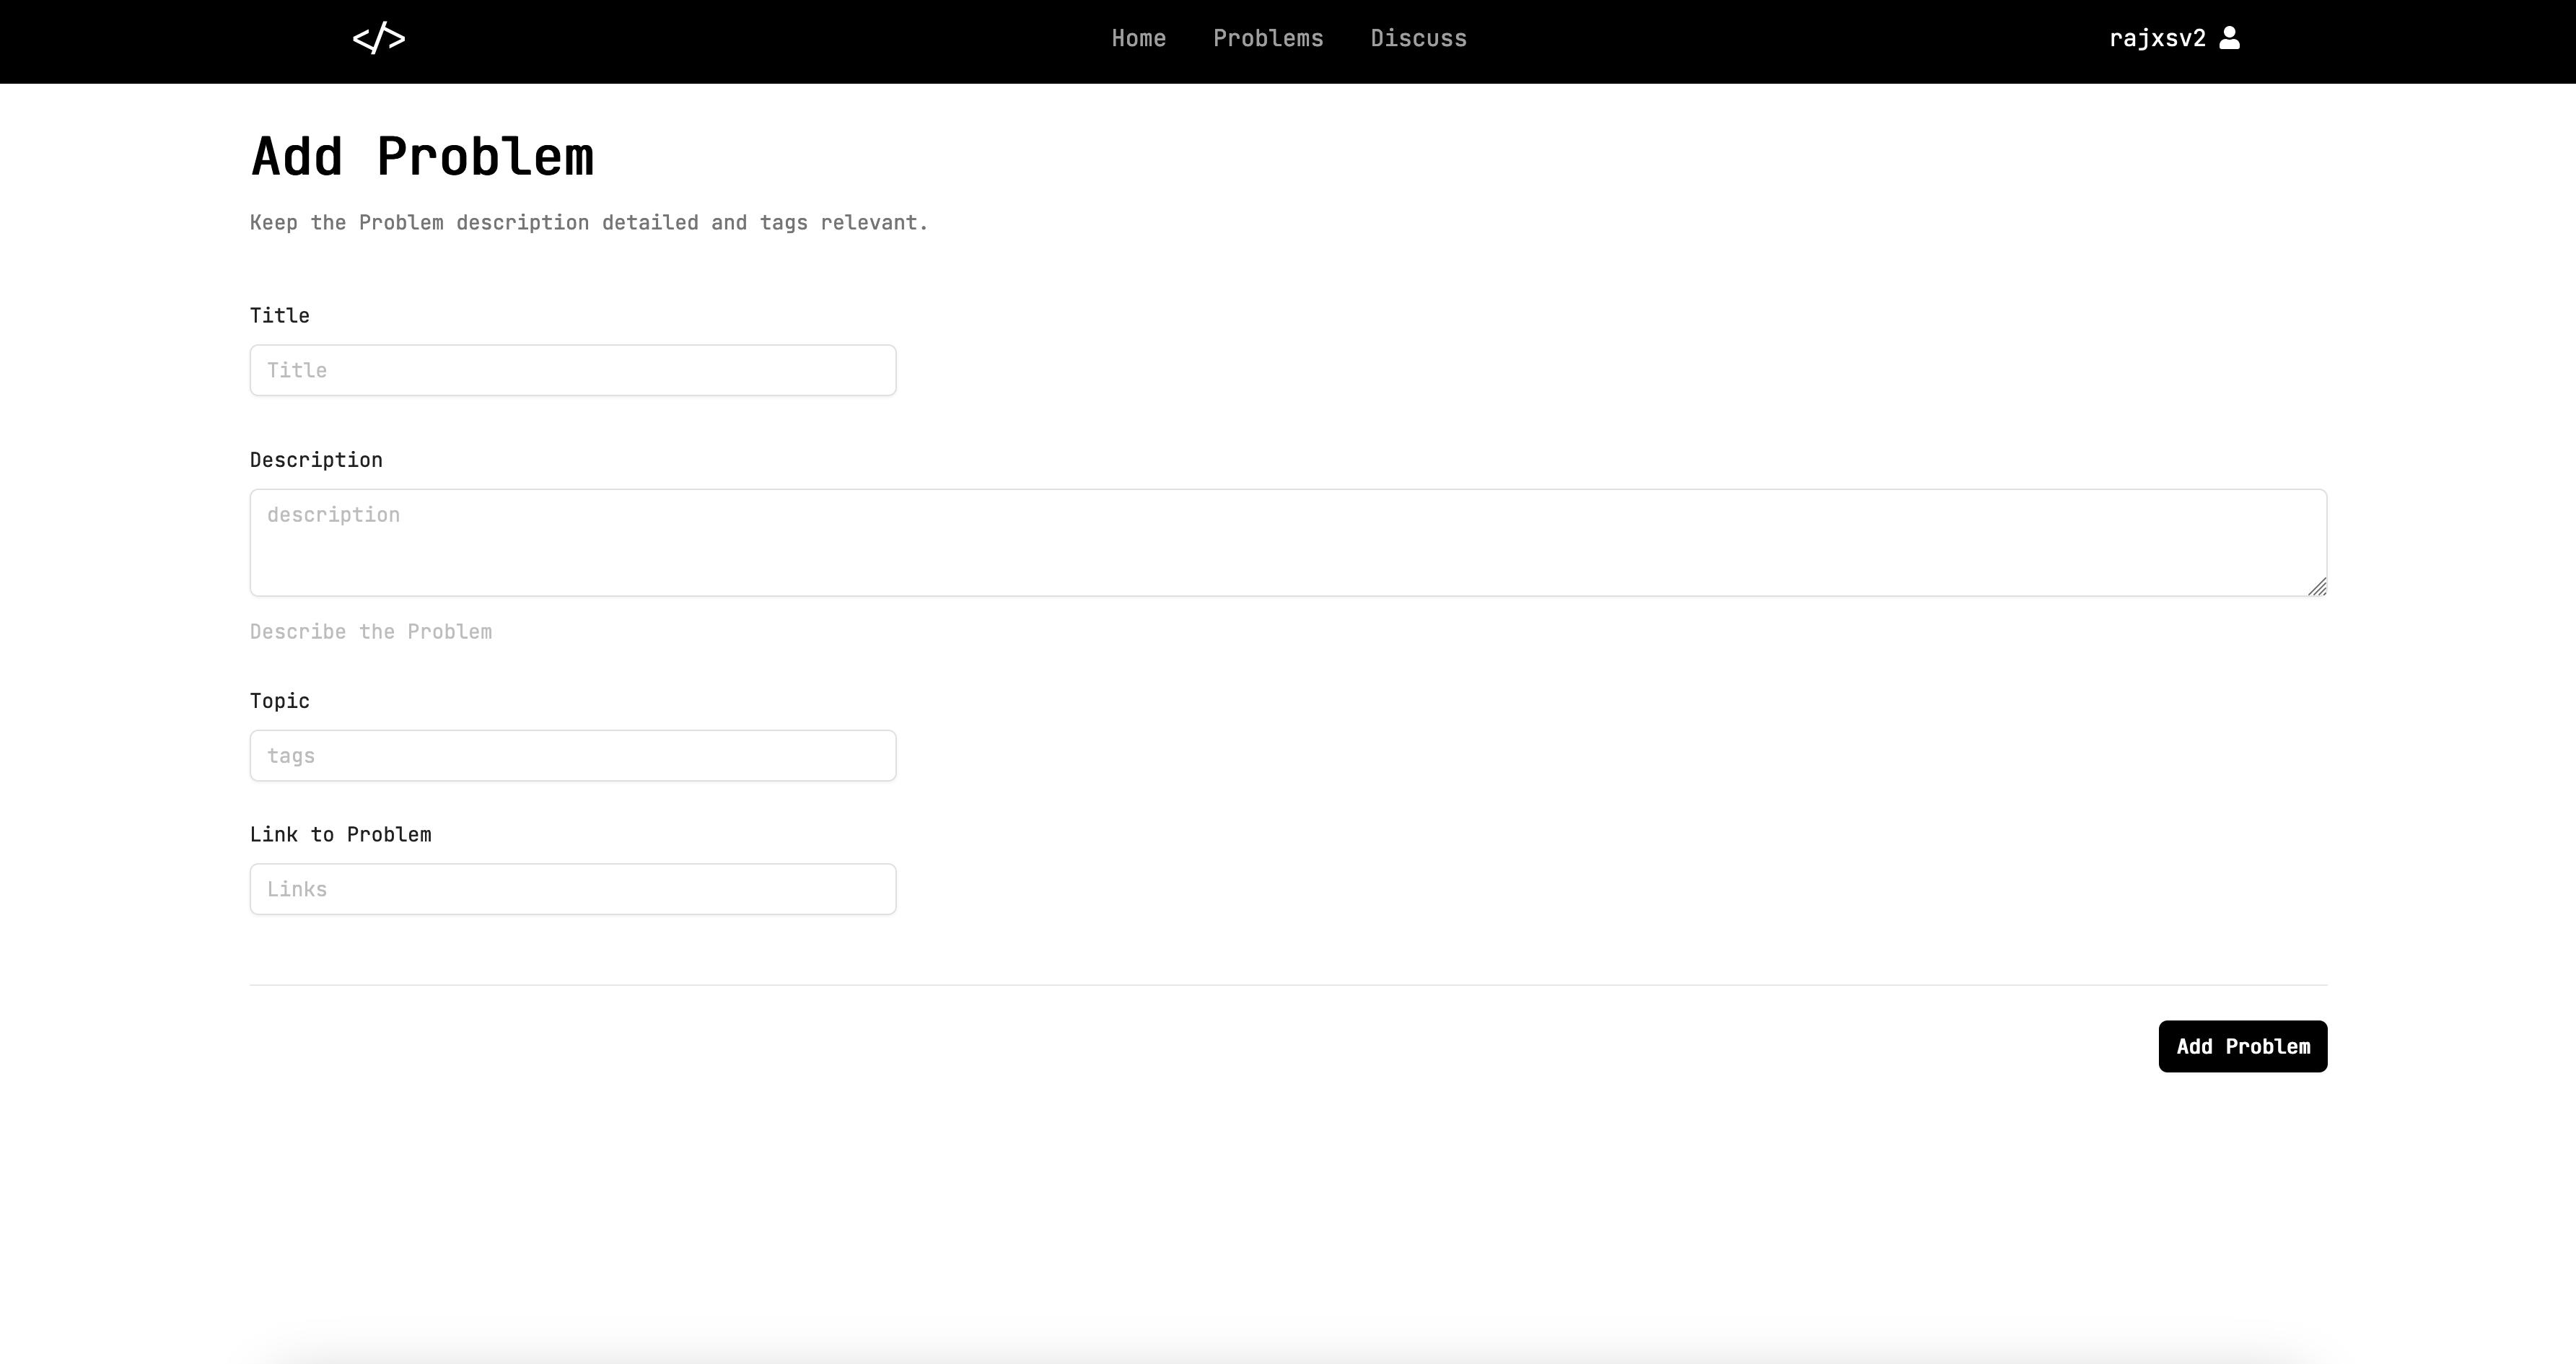 </> Home Problems Discuss rajxsv2
Add Problem
Keep the Problem description detailed and tags relevant.
Title
Title
Description
description
Describe the Problem
Topic
tags
Link to Problem
Links
Add Problem